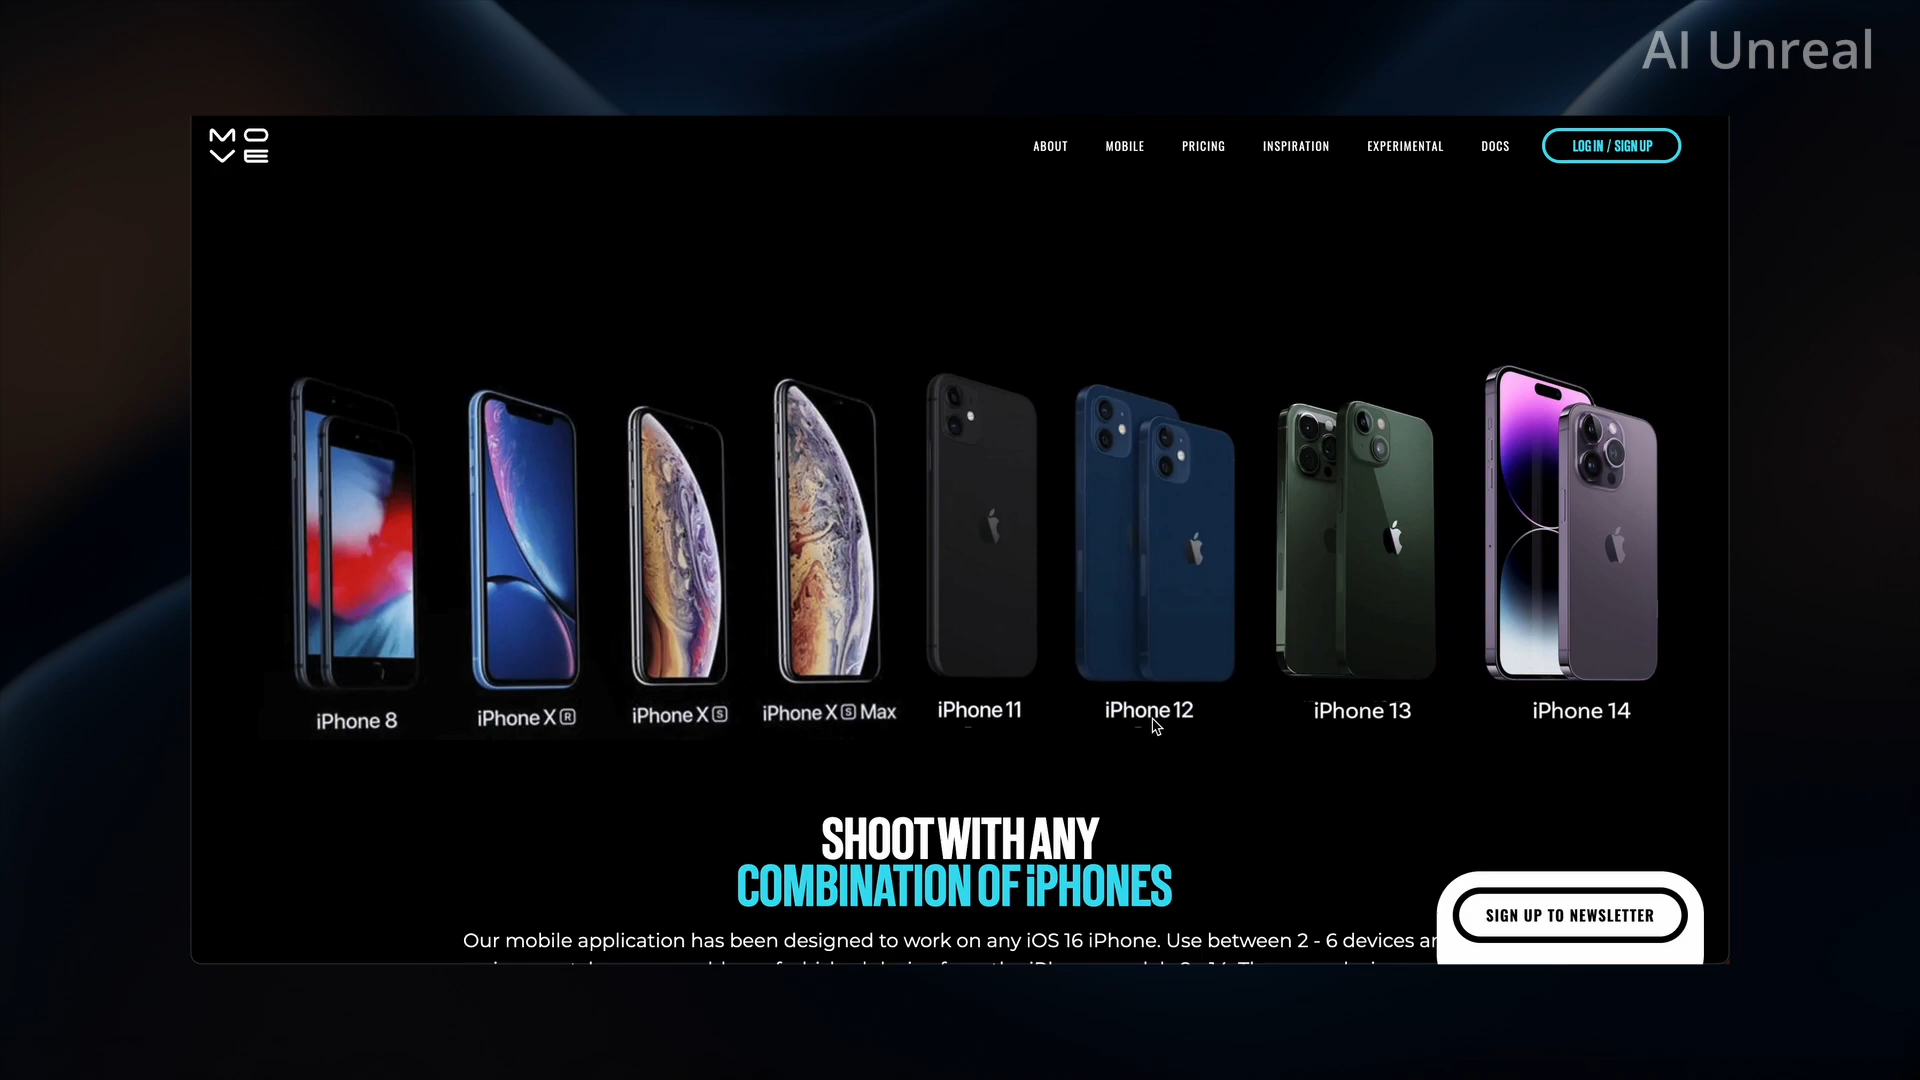 AI Unreal
MOVE
ABOUT MOBILE PRICING INSPIRATION EXPERIMENTAL DOCS LOG IN / SIGN UP
iPhone 8 iPhone XR iPhone XS iPhone XS Max iPhone 11 iPhone 12 iPhone 13 iPhone 14
SHOOT WITH ANY
COMBINATION OF iPHONES
Our mobile application has been designed to work on any iOS 16 iPhone. Use between 2 - 6 devices
SIGN UP TO NEWSLETTER